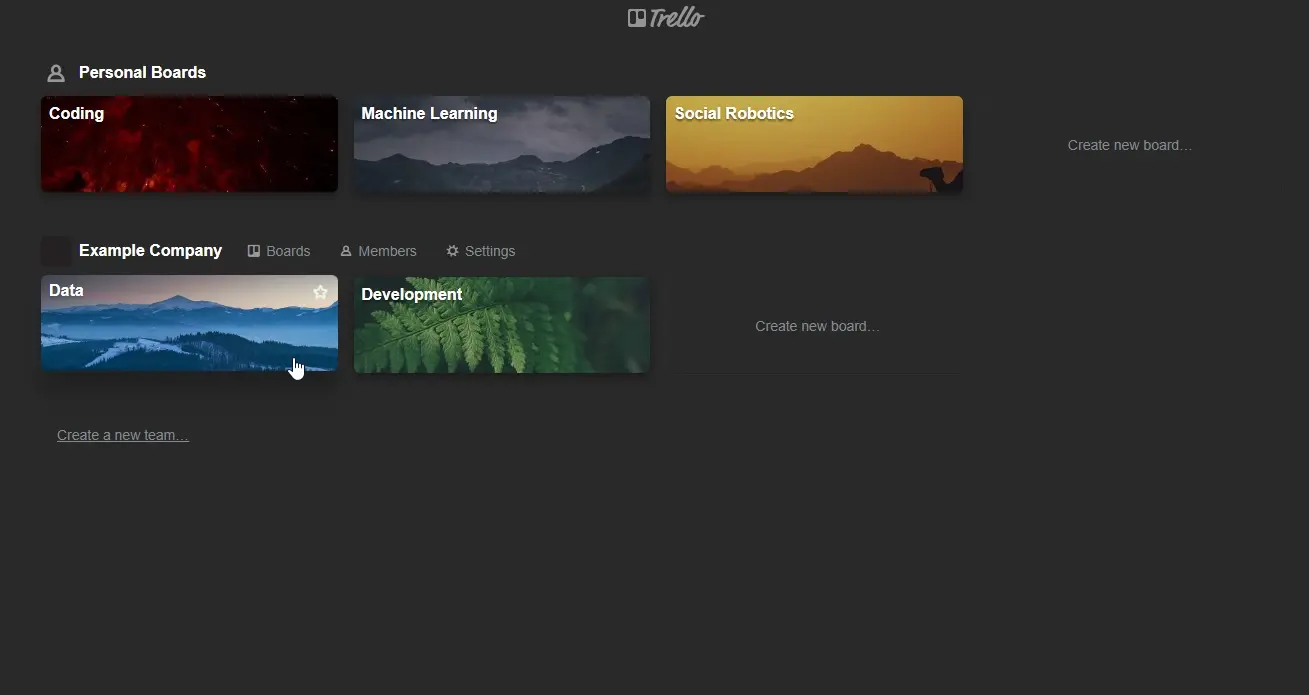 Trello
Personal Boards
Coding
Machine Learning
Social Robotics
Create new board…
Example Company
Boards
Members
Settings
Data
Development
Create new board…
Create a new team…